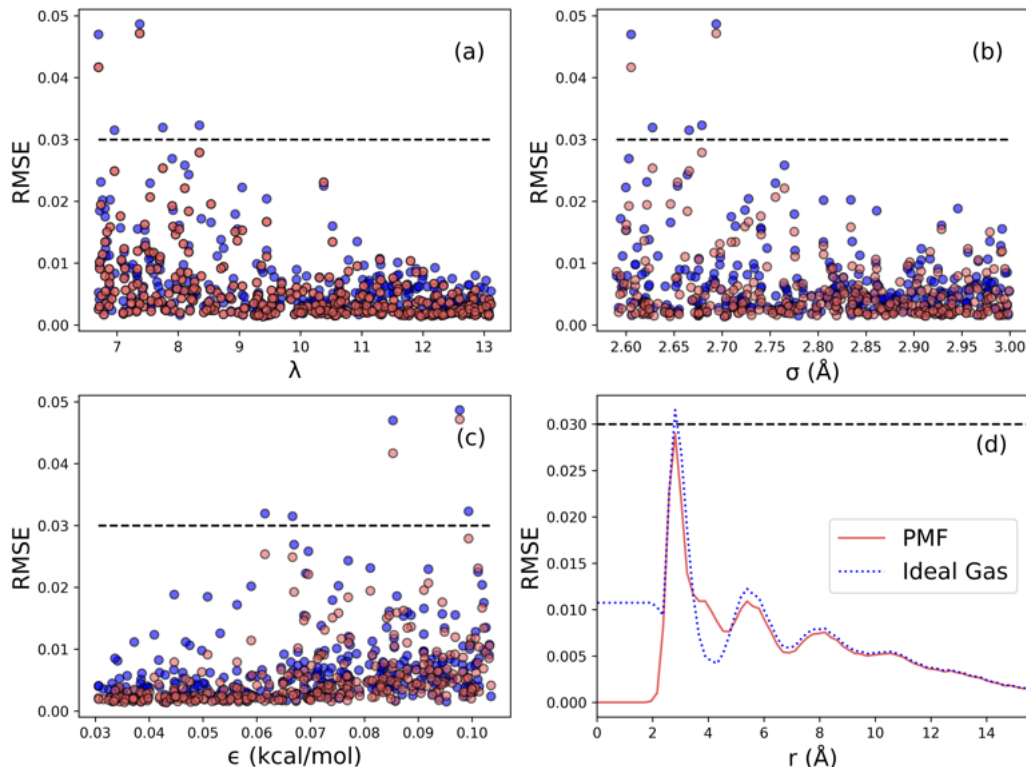 0.05
0.04
0.03
0.02
0.01
0.00
RMSE
(a)
7 8 9 10 11 12 13
λ
0.05
0.04
0.03
0.02
0.01
0.00
RMSE
(b)
2.60 2.65 2.70 2.75 2.80 2.85 2.90 2.95 3.00
σ (Å)
0.05
0.04
0.03
0.02
0.01
0.00
RMSE
(c)
0.03 0.04 0.05 0.06 0.07 0.08 0.09 0.10
ϵ (kcal/mol)
0.030
0.025
0.020
0.015
0.010
0.005
0.000
RMSE
(d)
PMF
Ideal Gas
0 2 4 6 8 10 12 14
r (Å)